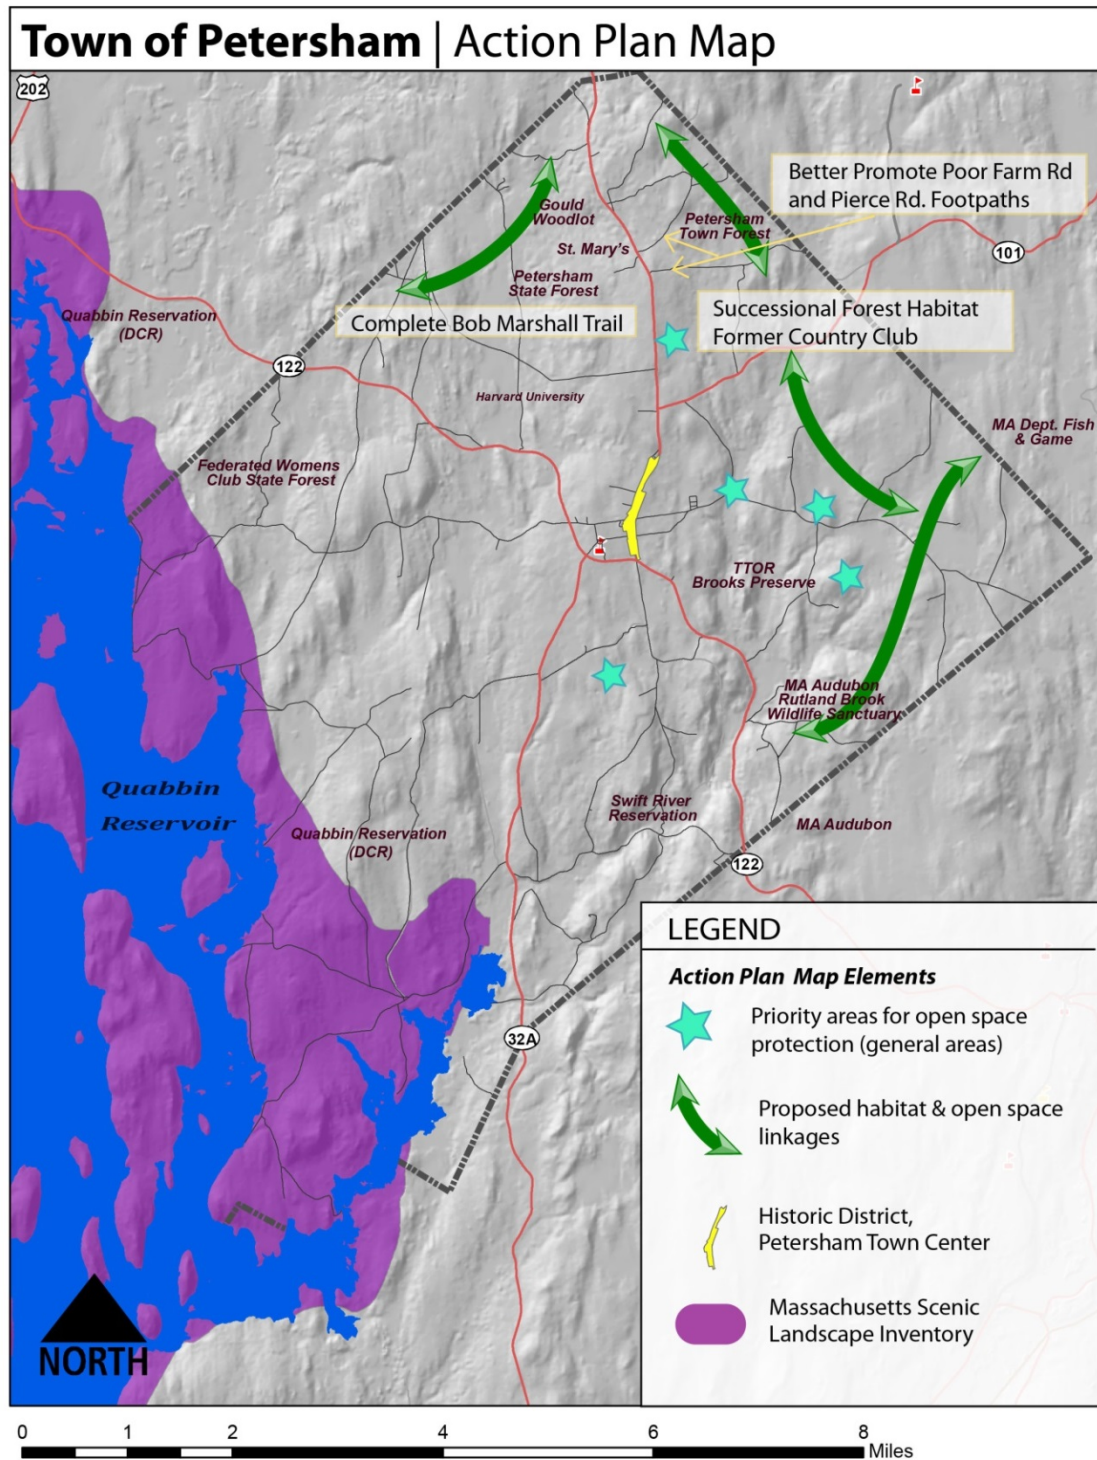 Town of Petersham | Action Plan Map
202
Better Promote Poor Farm Rd
and Pierce Rd. Footpaths
Gould
Woodlot
Petersham
Town Forest
St. Mary's
101
Petersham
State Forest
Quabbin Reservation
(DCR)
Complete Bob Marshall Trail
Successional Forest Habitat
Former Country Club
122
Harvard University
MA Dept. Fish
& Game
Federated Womens
Club State Forest
TTOR
Brooks Preserve
MA Audubon
Rutland Brook
Wildlife Sanctuary
Quabbin
Reservoir
Swift River
Reservation
Quabbin Reservation
(DCR)
MA Audubon
122
32A
LEGEND
Action Plan Map Elements
Priority areas for open space
protection (general areas)
Proposed habitat & open space
linkages
Historic District,
Petersham Town Center
Massachusetts Scenic
Landscape Inventory
NORTH
0 1 2 4 6 8
Miles